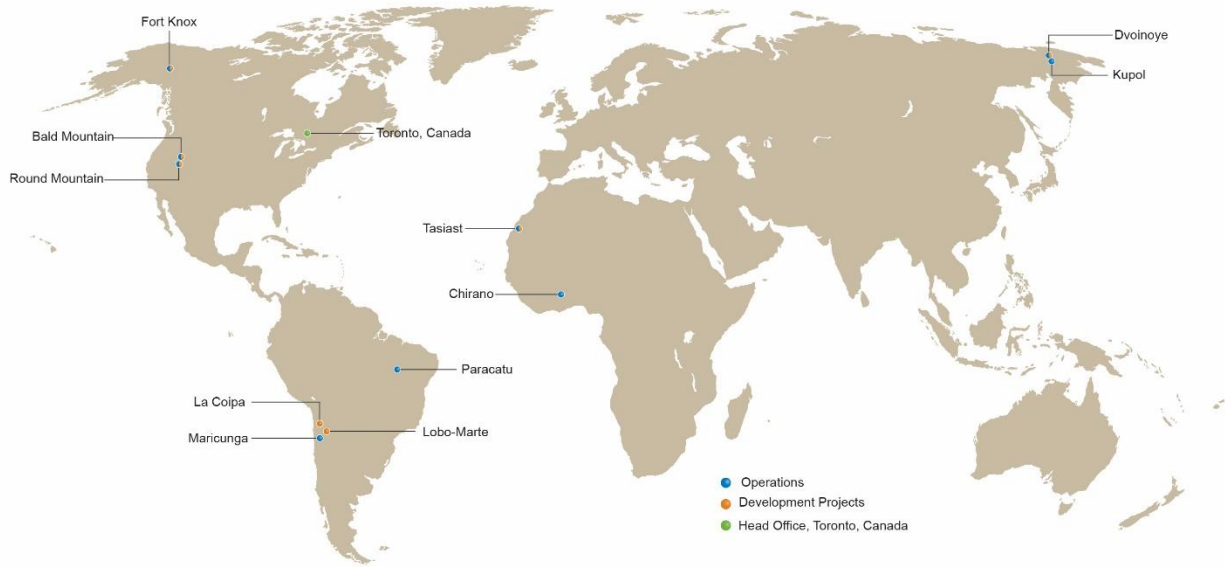 Fort Knox
Dvoinoye
Kupol
Bald Mountain
Toronto, Canada
Round Mountain
Tasiast
Chirano
Paracatu
La Coipa
Maricunga
Lobo-Marte
Operations
Development Projects
Head Office, Toronto, Canada